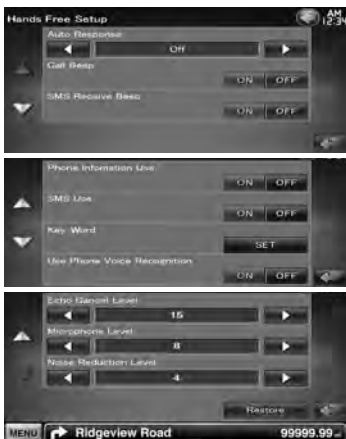 Hands Free Setup
AM
12:34
Auto Response
Off
Call Beep
ON OFF
SMS Receive Beep
ON OFF
Phone Infomation Use
ON OFF
SMS Use
ON OFF
Key Word
SET
Use Phone Voice Recognition
ON OFF
Echo Cancel Level
15
Microphone Level
8
Noise Reduction Level
4
Restore
MENU Ridgeview Road 99999.99